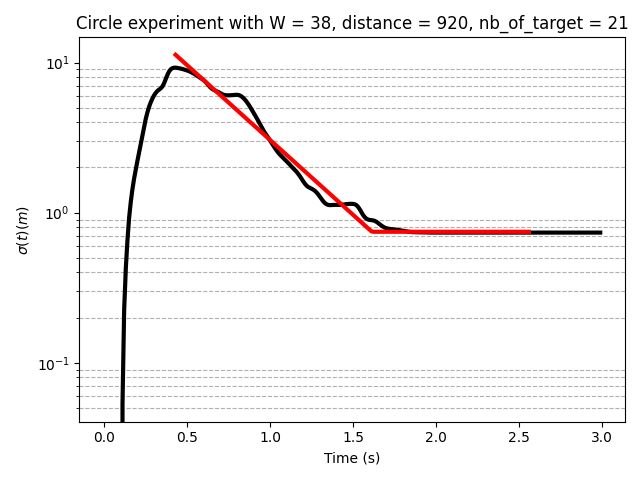 Circle experiment with W = 38, distance = 920, nb_of_target = 21
10¹
10⁰
10⁻¹
σ(t)(m)
0.0 0.5 1.0 1.5 2.0 2.5 3.0
Time (s)